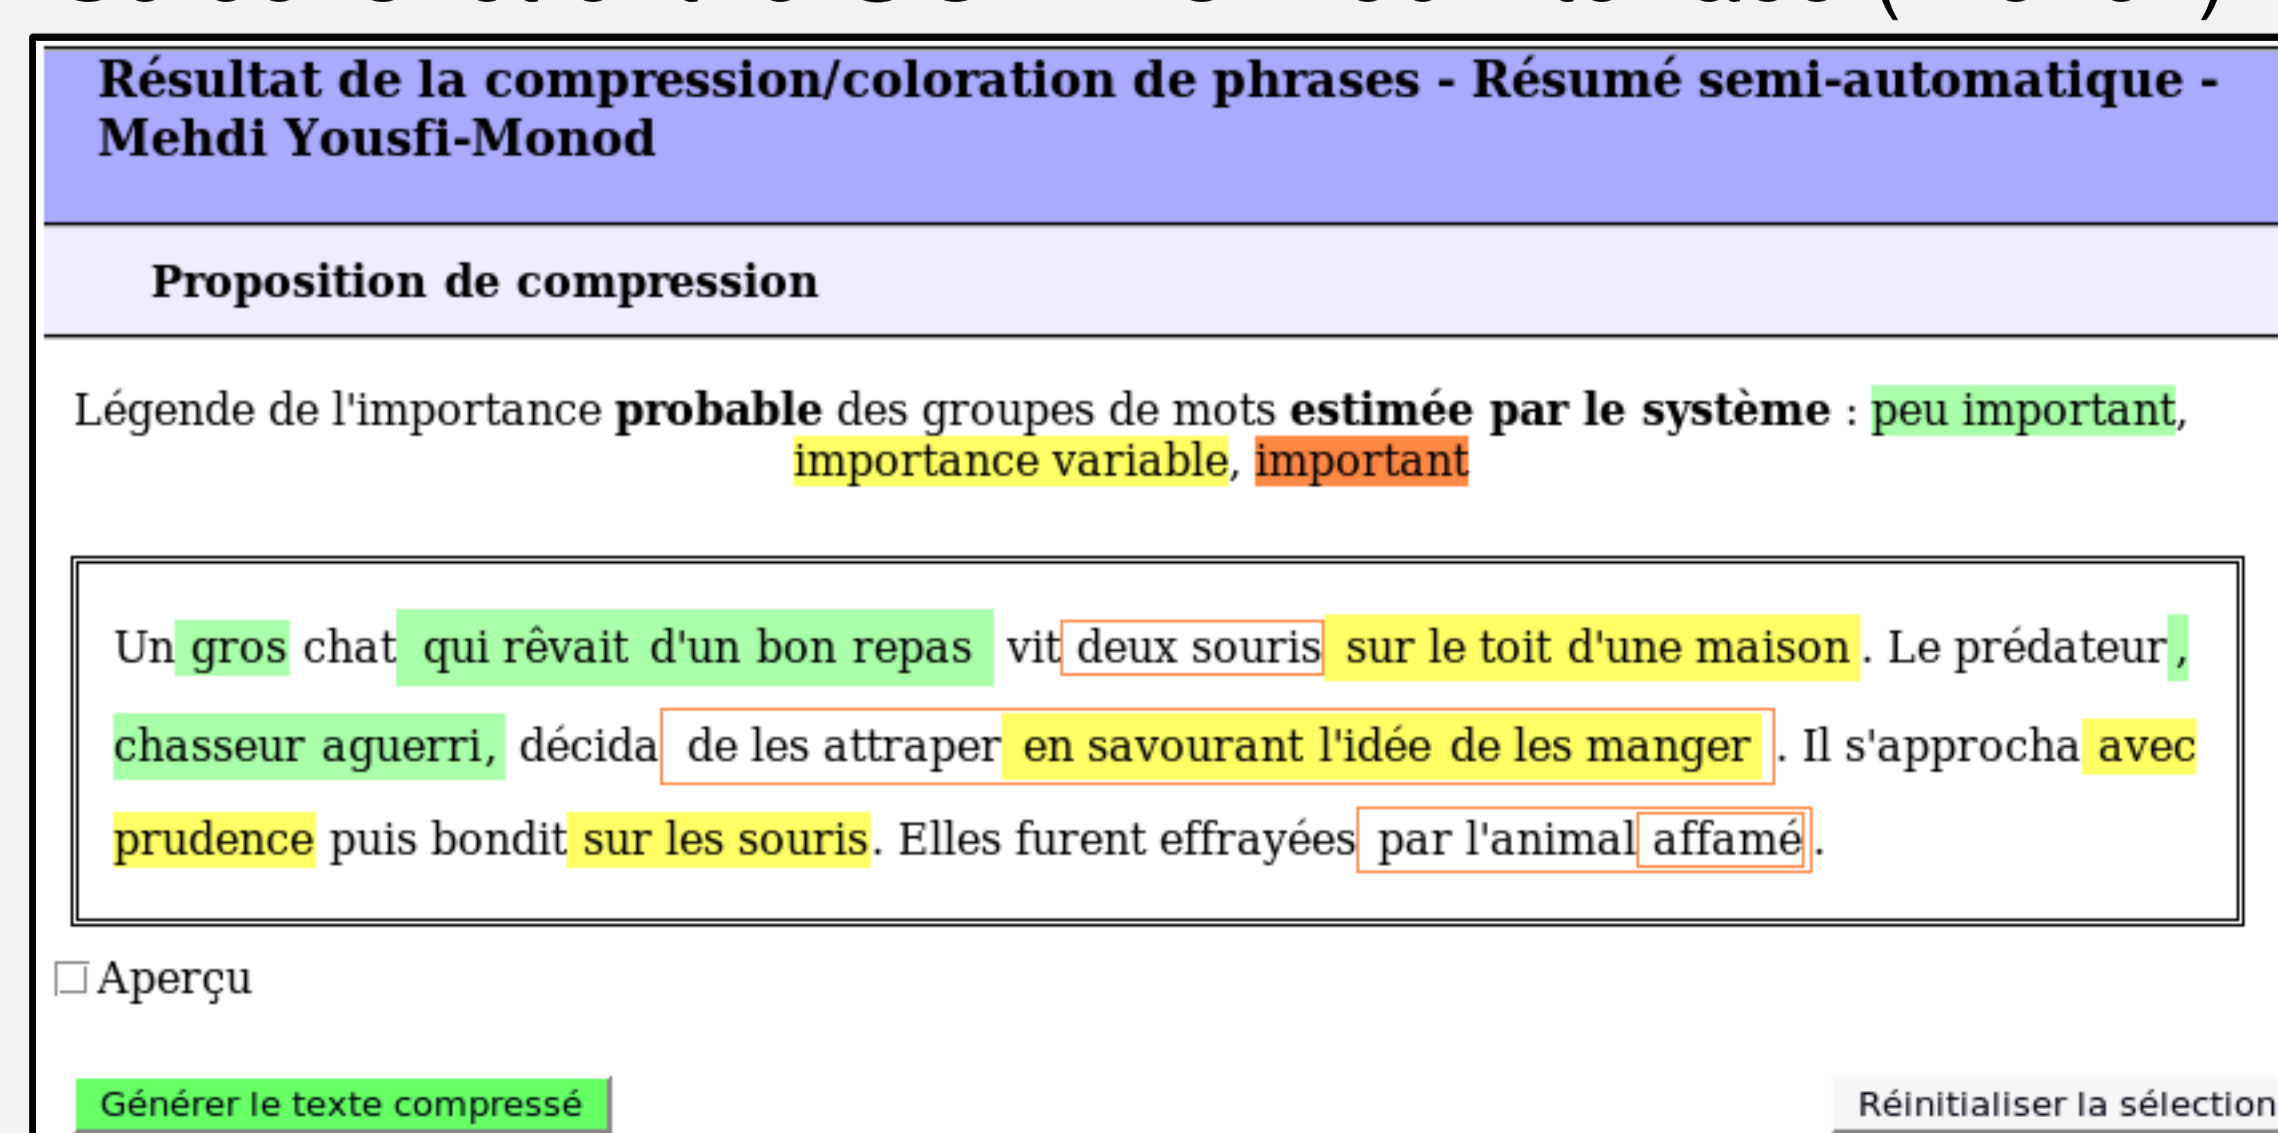 Résultat de la compression/coloration de phrases - Résumé semi-automatique -
Mehdi Yousfi-Monod
Proposition de compression
Légende de l'importance probable des groupes de mots estimée par le système : peu important,
importance variable, important
Un gros chat qui rêvait d'un bon repas vit deux souris sur le toit d'une maison . Le prédateur ,
chasseur aguerri, décida de les attraper en savourant l'idée de les manger . Il s'approcha avec
prudence puis bondit sur les souris. Elles furent effrayées par l'animal affamé .
Aperçu
Générer le texte compressé
Réinitialiser la sélection